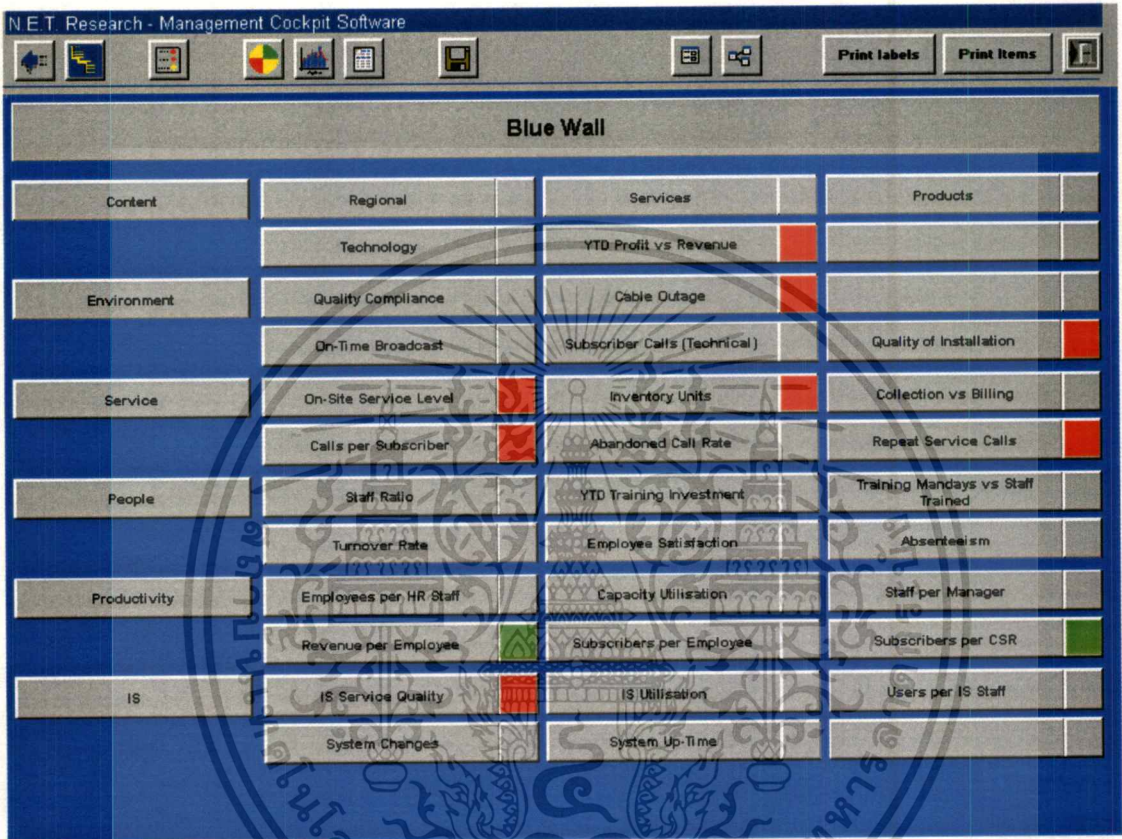 N.E.T. Research - Management Cockpit Software
Print labels Print Items
Blue Wall
Content Regional Services Products
Technology YTD Profit vs Revenue
Environment Quality Compliance Cable Outage
On-Time Broadcast Subscriber Calls (Technical) Quality of Installation
Service On-Site Service Level Inventory Units Collection vs Billing
Calls per Subscriber Abandoned Call Rate Repeat Service Calls
People Staff Ratio YTD Training Investment Training Mandays vs Staff
Trained
Turnover Rate Employee Satisfaction Absenteeism
Productivity Employees per HR Staff Capacity Utilisation Staff per Manager
Revenue per Employee Subscribers per Employee Subscribers per CSR
IS IS Service Quality IS Utilisation Users per IS Staff
System Changes System Up-Time